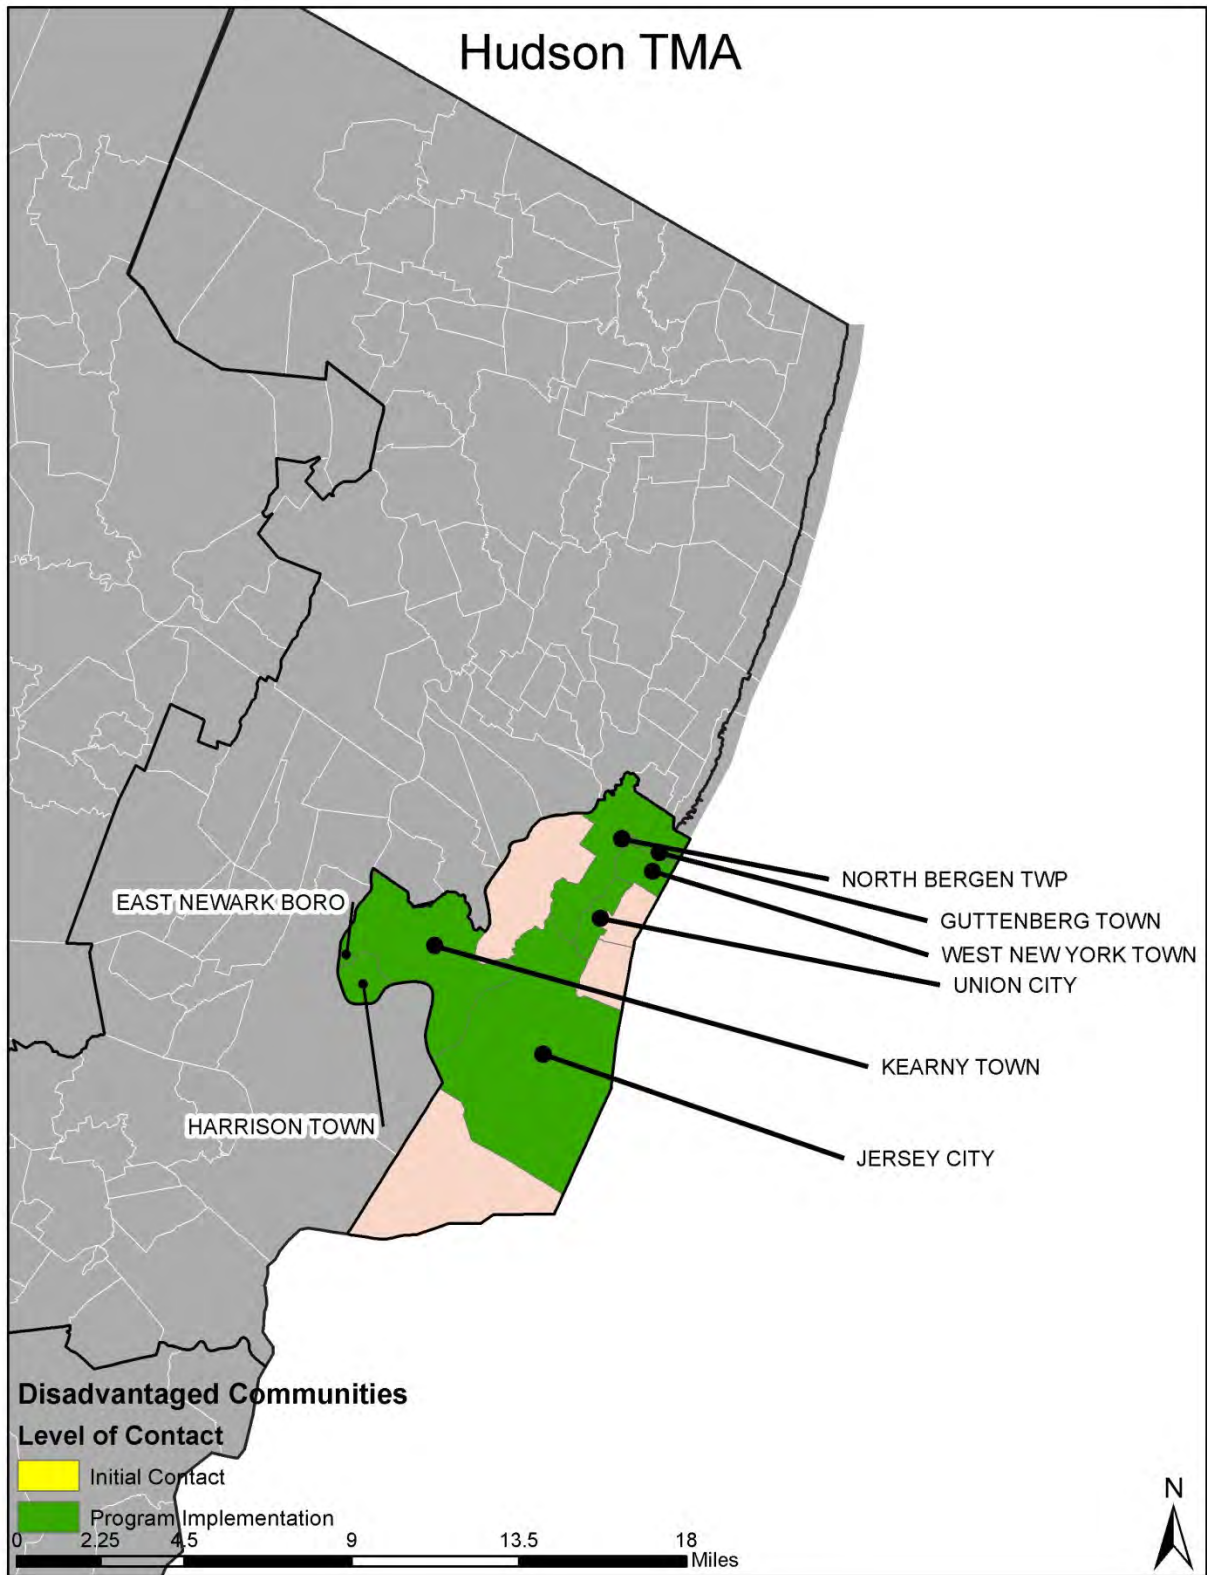 Hudson TMA
NORTH BERGEN TWP
EAST NEWARK BORO
GUTTENBERG TOWN
WEST NEW YORK TOWN
UNION CITY
KEARNY TOWN
HARRISON TOWN
JERSEY CITY
Disadvantaged Communities
Level of Contact
Initial Contact
Program Implementation
0 2.25 4.5 9 13.5 18
Miles
N